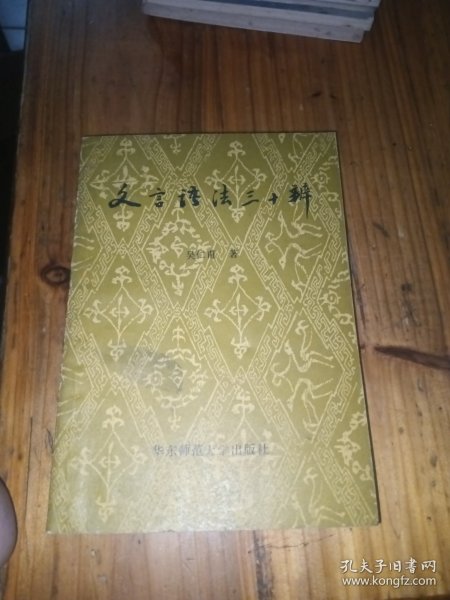 文言語法三十辨
吴仁甫 著
华东师范大学出版社
孔夫子旧书网
www.kongfz.com